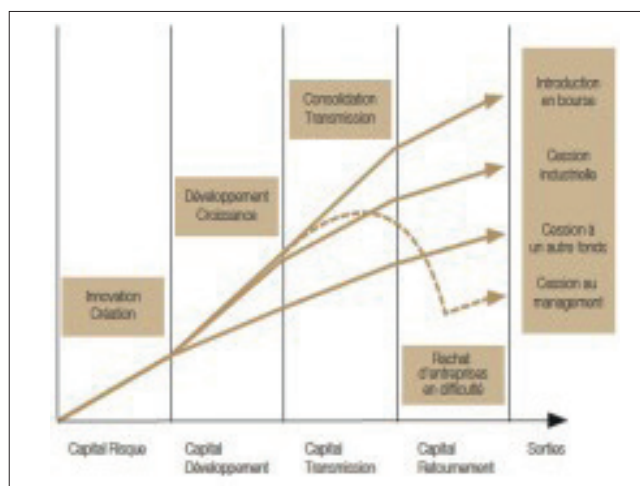 Introduction
en bourse
Cession
industrielle
Cession à
un autre fonds
Cession au
management
Consolidation
Transmission
Développement
Croissance
Innovation
Création
Rachat
d'entreprises
en difficulté
Capital Risque
Capital
Développement
Capital
Transmission
Capital
Retournement
Sorties